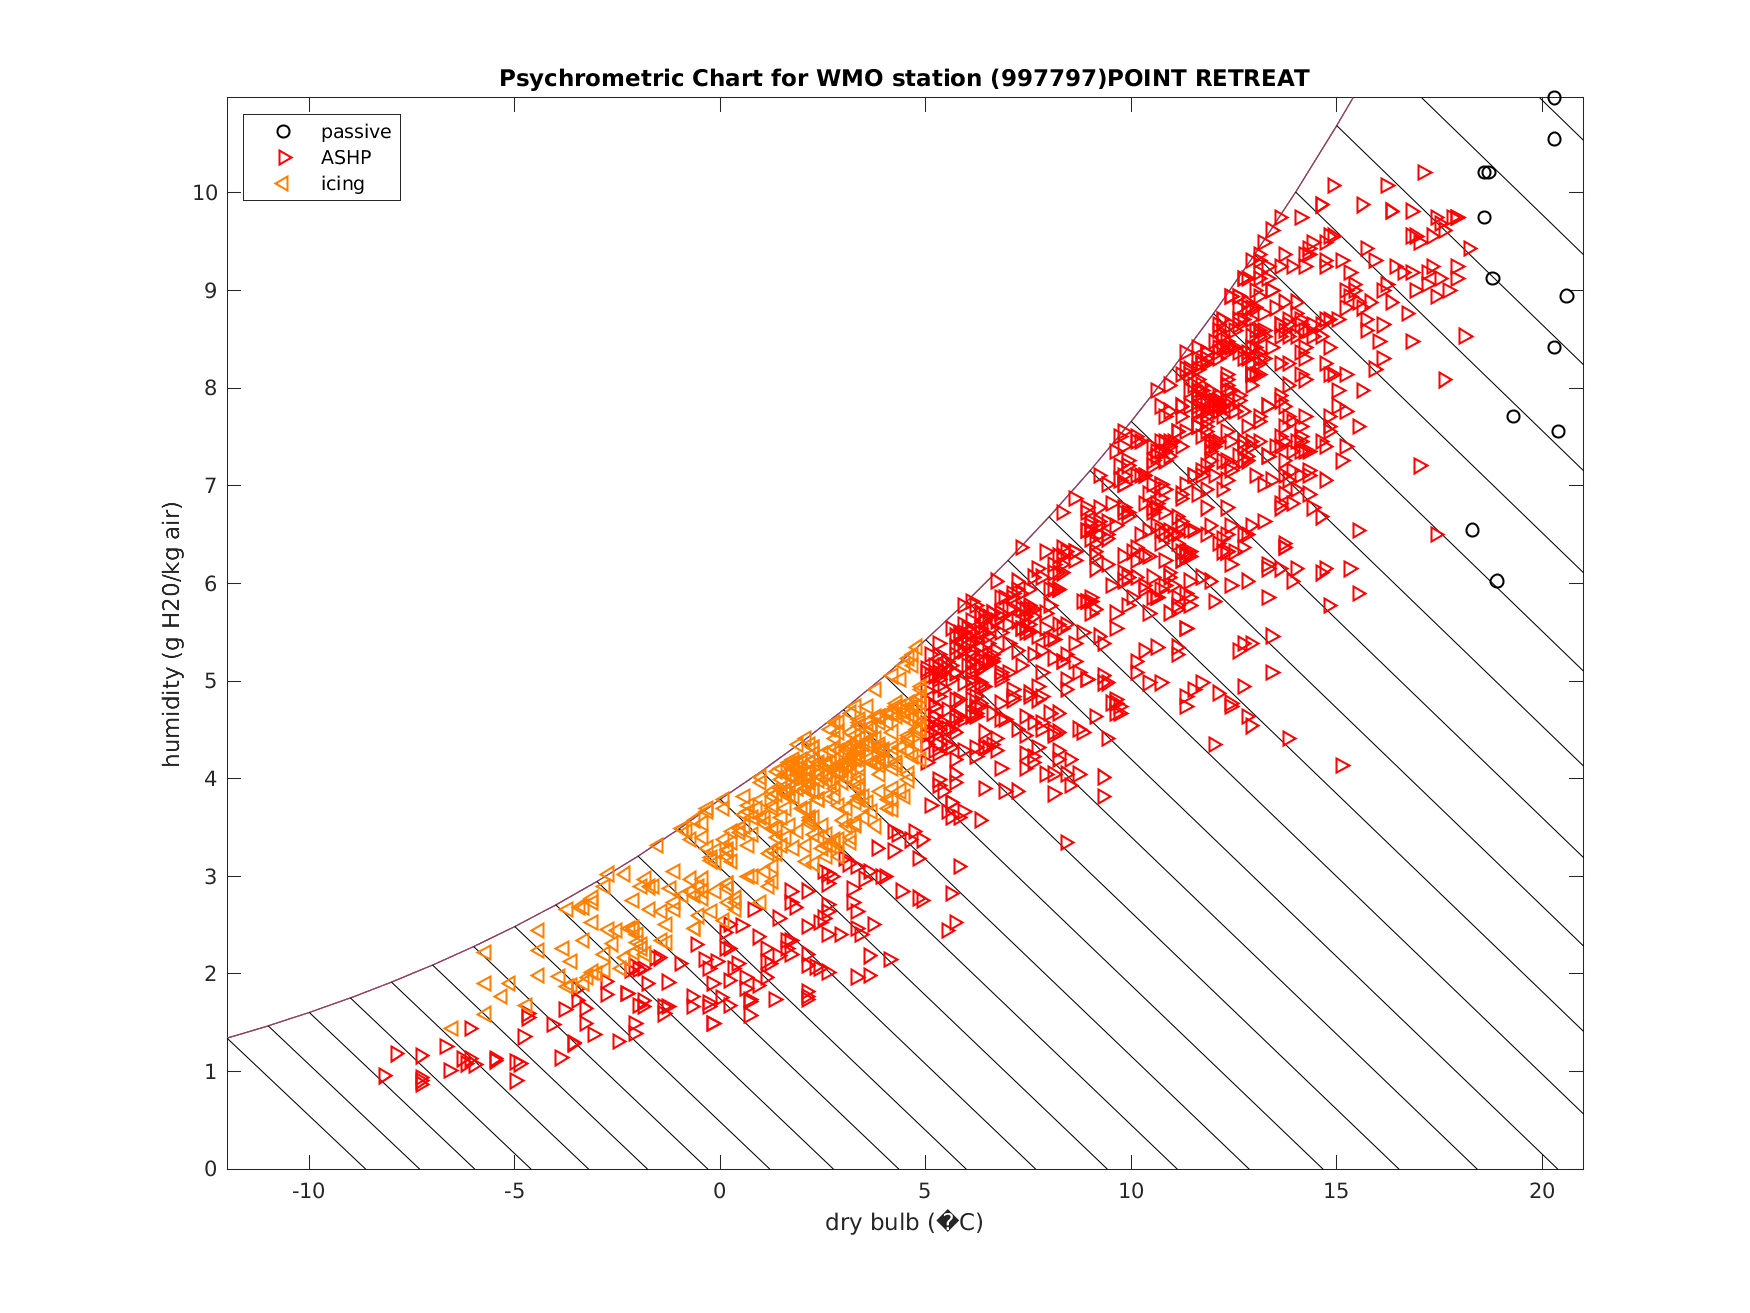 Psychrometric Chart for WMO station (997797)POINT RETREAT
passive
ASHP
icing
humidity (g H20/kg air)
10
9
8
7
6
5
4
3
2
1
0
-10 -5 0 5 10 15 20
dry bulb (�C)